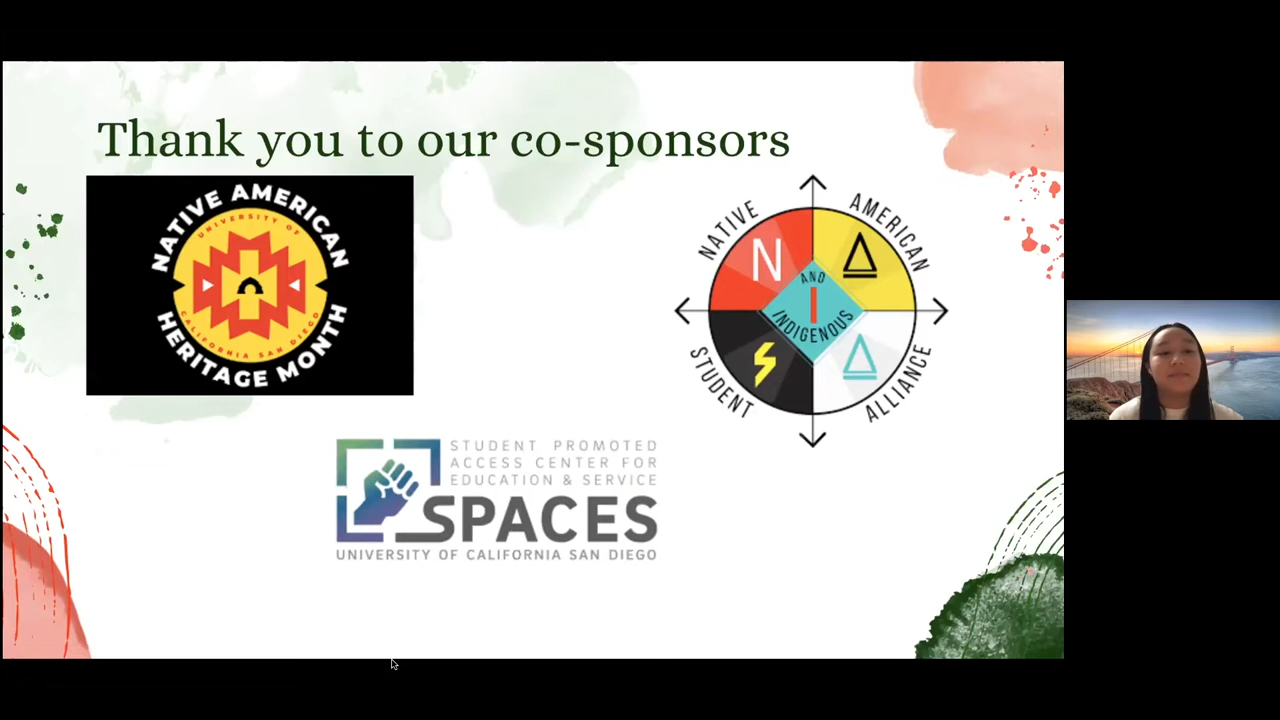 Thank you to our co-sponsors
NATIVE AMERICAN
UNIVERSITY OF
CALIFORNIA SAN DIEGO
HERITAGE MONTH
NATIVE
AMERICAN
N
AND
I
INDIGENOUS
STUDENT
ALLIANCE
STUDENT PROMOTED
ACCESS CENTER FOR
EDUCATION & SERVICE
SPACES
UNIVERSITY OF CALIFORNIA SAN DIEGO